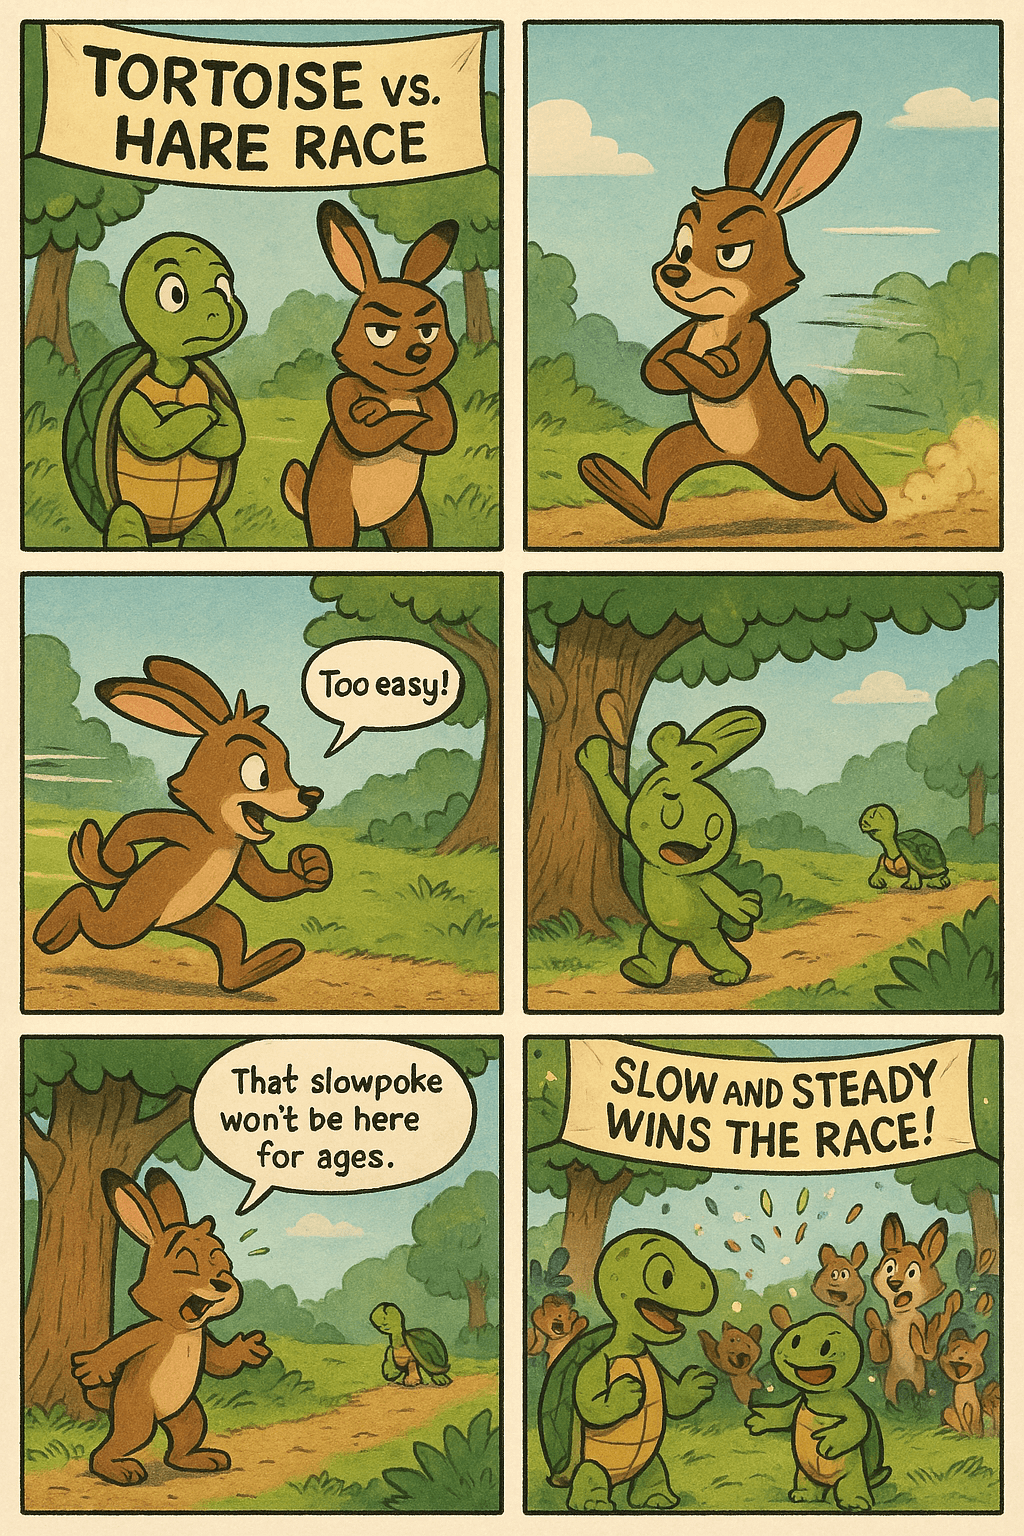 TORTOISE VS.
HARE RACE
Too easy!
That slowpoke
won't be here
for ages.
SLOW AND STEADY
WINS THE RACE!